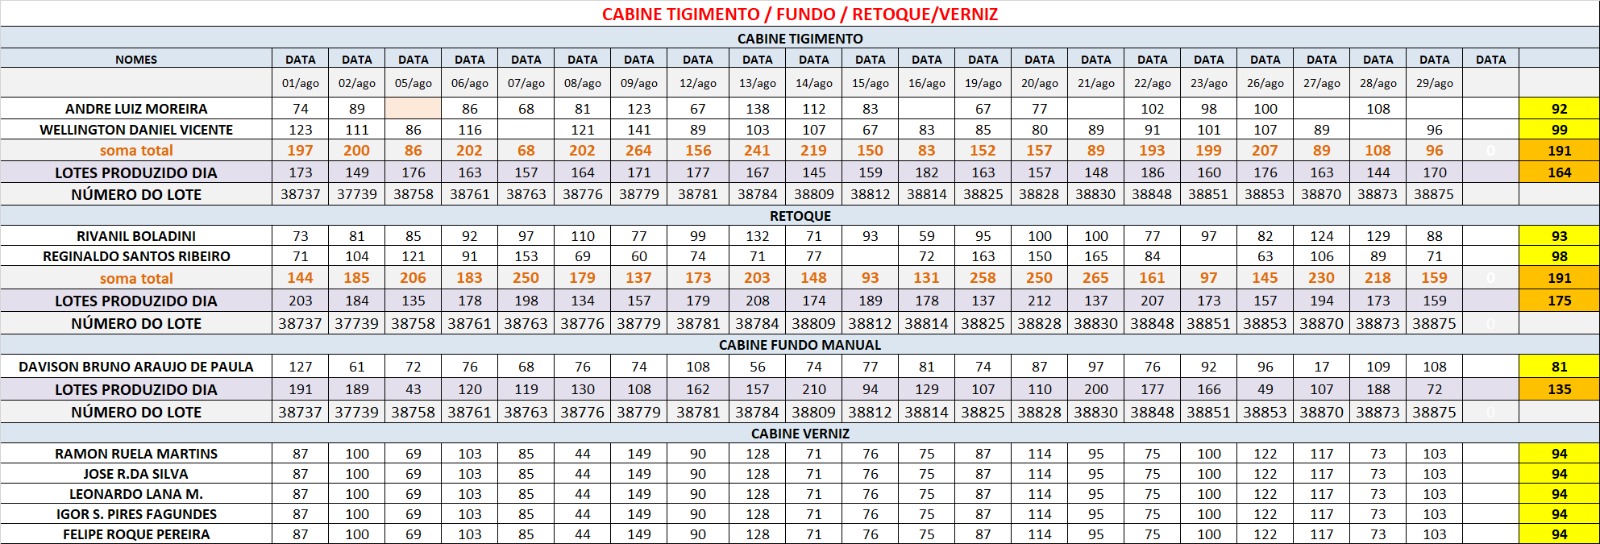 CABINE TIGIMENTO / FUNDO / RETOQUE/VERNIZ
CABINE TIGIMENTO
NOMES DATA DATA DATA DATA DATA DATA DATA DATA DATA DATA DATA DATA DATA DATA DATA DATA DATA DATA DATA DATA DATA DATA
01/ago 02/ago 05/ago 06/ago 07/ago 08/ago 09/ago 12/ago 13/ago 14/ago 15/ago 16/ago 19/ago 20/ago 21/ago 22/ago 23/ago 26/ago 27/ago 28/ago 29/ago
ANDRE LUIZ MOREIRA 74 89 86 68 81 123 67 138 112 83 67 77 102 98 100 108 92
WELLINGTON DANIEL VICENTE 123 111 86 116 121 141 89 103 107 67 83 85 80 89 91 101 107 89 96 99
soma total 197 200 86 202 68 202 264 156 241 219 150 83 152 157 89 193 199 207 89 108 96 0 191
LOTES PRODUZIDO DIA 173 149 176 163 157 164 171 177 167 145 159 182 163 157 148 186 160 176 163 144 170 164
NÚMERO DO LOTE 38737 37739 38758 38761 38763 38776 38779 38781 38784 38809 38812 38814 38825 38828 38830 38848 38851 38853 38870 38873 38875
RETOQUE
RIVANIL BOLADINI 73 81 85 92 97 110 77 99 132 71 93 59 95 100 100 77 97 82 124 129 88 93
REGINALDO SANTOS RIBEIRO 71 104 121 91 153 69 60 74 71 77 72 163 150 165 84 63 106 89 71 98
soma total 144 185 206 183 250 179 137 173 203 148 93 131 258 250 265 161 97 145 230 218 159 0 191
LOTES PRODUZIDO DIA 203 184 135 178 198 134 157 179 208 174 189 178 137 212 137 207 173 157 194 173 159 175
NÚMERO DO LOTE 38737 37739 38758 38761 38763 38776 38779 38781 38784 38809 38812 38814 38825 38828 38830 38848 38851 38853 38870 38873 38875 0
CABINE FUNDO MANUAL
DAVISON BRUNO ARAUJO DE PAULA 127 61 72 76 68 76 74 108 56 74 77 81 74 87 97 76 92 96 17 109 108 81
LOTES PRODUZIDO DIA 191 189 43 120 119 130 108 162 157 210 94 129 107 110 200 177 166 49 107 188 72 135
NÚMERO DO LOTE 38737 37739 38758 38761 38763 38776 38779 38781 38784 38809 38812 38814 38825 38828 38830 38848 38851 38853 38870 38873 38875 0
CABINE VERNIZ
RAMON RUELA MARTINS 87 100 69 103 85 44 149 90 128 71 76 75 87 114 95 75 100 122 117 73 103 94
JOSE R.DA SILVA 87 100 69 103 85 44 149 90 128 71 76 75 87 114 95 75 100 122 117 73 103 94
LEONARDO LANA M. 87 100 69 103 85 44 149 90 128 71 76 75 87 114 95 75 100 122 117 73 103 94
IGOR S. PIRES FAGUNDES 87 100 69 103 85 44 149 90 128 71 76 75 87 114 95 75 100 122 117 73 103 94
FELIPE ROQUE PEREIRA 87 100 69 103 85 44 149 90 128 71 76 75 87 114 95 75 100 122 117 73 103 94